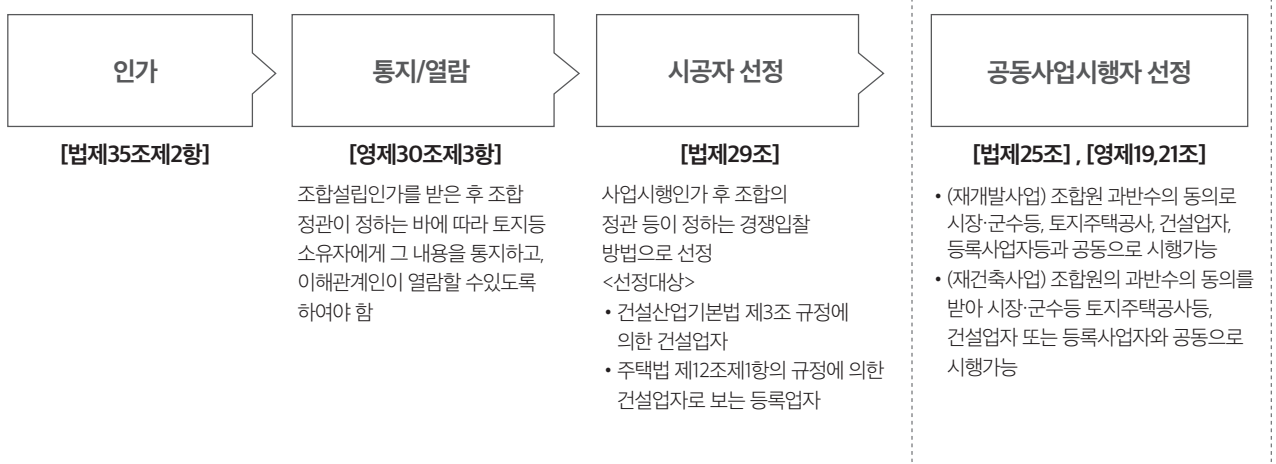 인가
[법제35조제2항]
통지/열람
[영제30조제3항]
조합설립인가를 받은 후 조합
정관이 정하는 바에 따라 토지등
소유자에게 그 내용을 통지하고,
이해관계인이 열람할 수있도록
하여야 함
시공자 선정
[법제29조]
사업시행인가 후 조합의
정관 등이 정하는 경쟁입찰
방법으로 선정
<선정대상>
• 건설산업기본법 제3조 규정에
의한 건설업자
• 주택법 제12조제1항의 규정에 의한
건설업자로 보는 등록업자
공동사업시행자 선정
[법제25조] , [영제19,21조]
• (재개발사업) 조합원 과반수의 동의로
시장·군수등, 토지주택공사, 건설업자,
등록사업자등과 공동으로 시행가능
• (재건축사업) 조합원의 과반수의 동의를
받아 시장·군수등 토지주택공사등,
건설업자 또는 등록사업자와 공동으로
시행가능